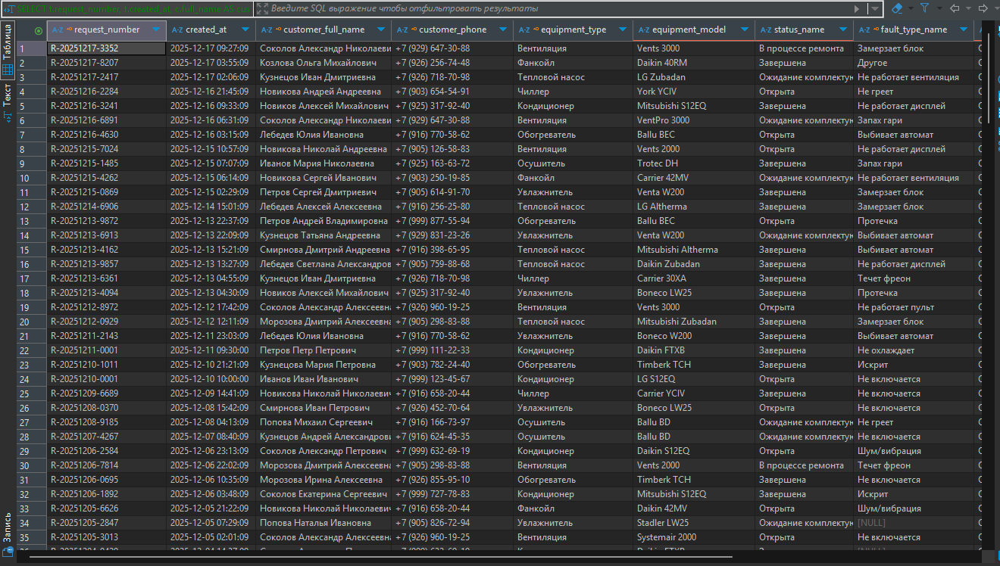 SELECT r.request_number, r.created_at, c.full_name AS cus Введите SQL выражение чтобы отфильтровать результаты
Таблица
Текст
Запись
A-Z request_number A-Z created_at A-Z customer_full_name A-Z customer_phone A-Z equipment_type A-Z equipment_model A-Z status_name A-Z fault_type_name
1 R-20251217-3352 2025-12-17 09:27:09 Соколов Александр Николаеви +7 (929) 647-30-88 Вентиляция Vents 3000 В процессе ремонта Замерзает блок
2 R-20251217-8207 2025-12-17 03:55:09 Козлова Ольга Михайлович +7 (926) 256-74-48 Фанкойл Daikin 40RM Завершена Другое
3 R-20251217-2417 2025-12-17 02:06:09 Кузнецов Иван Дмитриевна +7 (926) 718-70-98 Тепловой насос LG Zubadan Ожидание комплектую Не работает вентиляция
4 R-20251216-2284 2025-12-16 21:45:09 Новикова Андрей Андреевна +7 (903) 654-54-91 Чиллер York YCIV Открыта Не греет
5 R-20251216-3241 2025-12-16 09:33:09 Новиков Алексей Михайлович +7 (925) 317-92-40 Кондиционер Mitsubishi S12EQ Завершена Не работает дисплей
6 R-20251216-6891 2025-12-16 06:31:09 Соколов Александр Николаеви +7 (929) 647-30-88 Вентиляция VentPro 3000 Ожидание комплектую Запах гари
7 R-20251216-4630 2025-12-16 03:15:09 Лебедев Юлия Ивановна +7 (916) 770-58-62 Обогреватель Ballu BEC Открыта Выбивает автомат
8 R-20251215-7024 2025-12-15 10:57:09 Новикова Николай Андреевна +7 (905) 126-58-83 Вентиляция Vents 2000 Открыта Не работает дисплей
9 R-20251215-1485 2025-12-15 07:07:09 Иванов Мария Николаевна +7 (925) 163-63-72 Осушитель Trotec DH Завершена Запах гари
10 R-20251215-4262 2025-12-15 06:14:09 Новикова Сергей Иванович +7 (903) 250-19-85 Фанкойл Carrier 42MV Ожидание комплектую Не работает вентиляция
11 R-20251215-0869 2025-12-15 02:29:09 Петров Сергей Дмитриевич +7 (905) 614-91-70 Увлажнитель Venta W200 Завершена Замерзает блок
12 R-20251214-6906 2025-12-14 15:01:09 Лебедев Алексей Алексеевна +7 (916) 256-25-80 Тепловой насос LG Altherma Завершена Замерзает блок
13 R-20251213-9872 2025-12-13 22:37:09 Петров Андрей Владимировна +7 (999) 877-55-94 Обогреватель Ballu BEC Открыта Протечка
14 R-20251213-6913 2025-12-13 22:09:09 Кузнецов Татьяна Андреевна +7 (929) 831-23-26 Увлажнитель Venta W200 Ожидание комплектую Выбивает автомат
15 R-20251213-4162 2025-12-13 15:21:09 Смирнова Дмитрий Андреевна +7 (916) 398-65-95 Тепловой насос Mitsubishi Altherma Завершена Выбивает автомат
16 R-20251213-9857 2025-12-13 13:27:09 Лебедев Светлана Александров +7 (905) 759-88-68 Тепловой насос Daikin Zubadan Завершена Не работает дисплей
17 R-20251213-6361 2025-12-13 04:55:09 Кузнецов Иван Дмитриевна +7 (926) 718-70-98 Чиллер Carrier 30XA Завершена Течет фреон
18 R-20251213-4094 2025-12-13 04:30:09 Новиков Алексей Михайлович +7 (925) 317-92-40 Увлажнитель Boneco LW25 Завершена Протечка
19 R-20251212-8972 2025-12-12 17:42:09 Соколов Александр Алексеевн +7 (926) 960-19-25 Вентиляция Vents 3000 Открыта Не работает пульт
20 R-20251212-0929 2025-12-12 12:11:09 Морозова Дмитрий Алексеевн +7 (905) 298-83-88 Тепловой насос Mitsubishi Zubadan Завершена Замерзает блок
21 R-20251211-2143 2025-12-11 23:03:09 Лебедев Юлия Ивановна +7 (916) 770-58-62 Увлажнитель Boneco W200 Завершена Выбивает автомат
22 R-20251211-0001 2025-12-11 09:30:00 Петров Петр Петрович +7 (999) 111-22-33 Кондиционер Daikin FTXB Завершена Не охлаждает
23 R-20251210-1011 2025-12-10 21:21:09 Кузнецова Мария Петровна +7 (903) 782-24-40 Обогреватель Timberk TCH Завершена Искрит
24 R-20251210-0001 2025-12-10 10:00:00 Иванов Иван Иванович +7 (999) 123-45-67 Кондиционер LG S12EQ Открыта Не включается
25 R-20251209-6689 2025-12-09 14:41:09 Новикова Николай Николаевич +7 (916) 658-20-44 Чиллер Carrier YCIV Завершена Не включается
26 R-20251208-0370 2025-12-08 15:42:09 Смирнова Иван Петрович +7 (926) 452-70-64 Увлажнитель Boneco LW25 Открыта Не включается
27 R-20251208-9185 2025-12-08 04:13:09 Попова Михаил Сергеевич +7 (916) 166-73-97 Осушитель Ballu BD Ожидание комплектую Не греет
28 R-20251207-4267 2025-12-07 08:40:09 Кузнецов Андрей Александрови +7 (916) 624-45-35 Осушитель Ballu BD Ожидание комплектую Не включается
29 R-20251206-2584 2025-12-06 23:13:09 Соколов Александр Петрович +7 (999) 632-69-19 Кондиционер Daikin S12EQ Открыта Шум/вибрация
30 R-20251206-7814 2025-12-06 22:02:09 Морозова Дмитрий Алексеевн +7 (905) 298-83-88 Вентиляция Vents 2000 В процессе ремонта Течет фреон
31 R-20251206-0695 2025-12-06 10:35:09 Морозова Ирина Алексеевна +7 (926) 855-95-10 Обогреватель Timberk TCH Завершена Не включается
32 R-20251206-1892 2025-12-06 03:48:09 Соколов Екатерина Сергеевич +7 (999) 727-78-83 Кондиционер Mitsubishi S12EQ Завершена Искрит
33 R-20251205-6626 2025-12-05 21:22:09 Новикова Николай Николаевич +7 (916) 658-20-44 Фанкойл Daikin 42MV Открыта Шум/вибрация
34 R-20251205-2847 2025-12-05 07:29:09 Попова Наталья Ивановна +7 (905) 826-72-94 Увлажнитель Stadler LW25 Ожидание комплектую [NULL]
35 R-20251205-3013 2025-12-05 02:01:09 Соколов Александр Алексеевн +7 (926) 960-19-25 Вентиляция Systemair 2000 Открыта Не включается